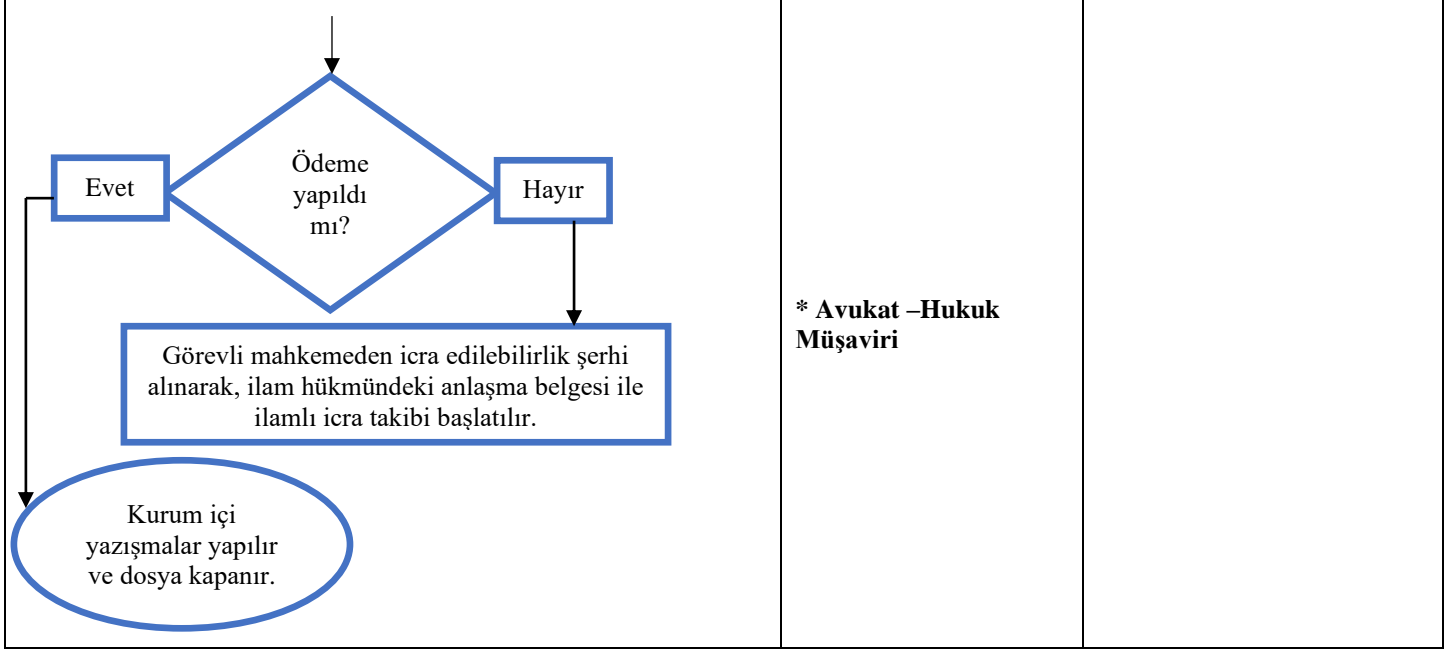 Ödeme
yapıldı
mı?
Evet
Hayır
Görevli mahkemeden icra edilebilirlik şerhi
alınarak, ilam hükmündeki anlaşma belgesi ile
ilamlı icra takibi başlatılır.
Kurum içi
yazışmalar yapılır
ve dosya kapanır.
* Avukat –Hukuk
Müşaviri